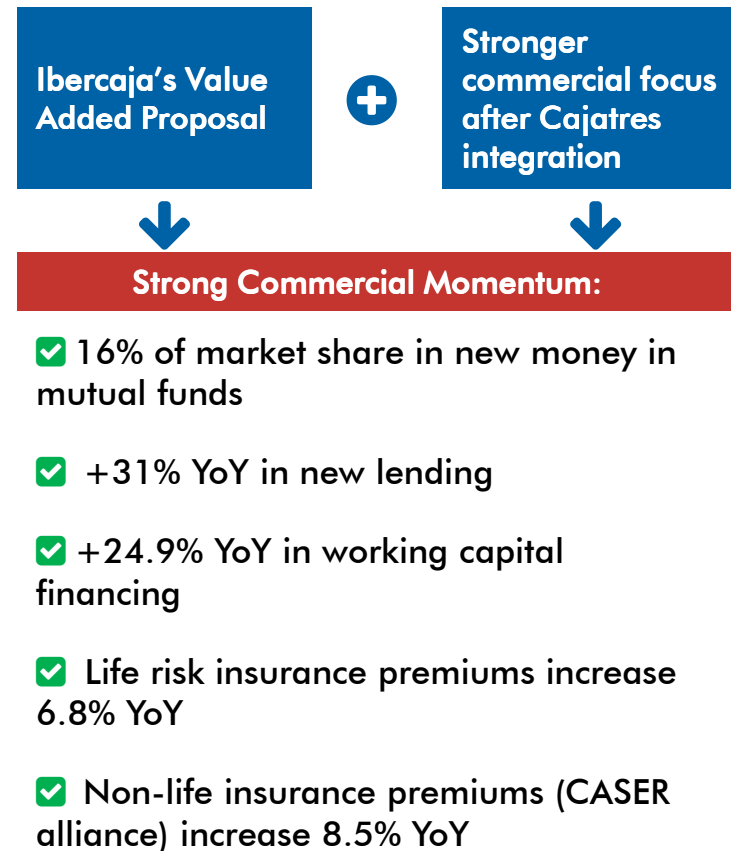 Ibercaja’s Value
Added Proposal
Stronger
commercial focus
after Cajatres
integration
Strong Commercial Momentum:
16% of market share in new money in
mutual funds
+31% YoY in new lending
+24.9% YoY in working capital
financing
Life risk insurance premiums increase
6.8% YoY
Non-life insurance premiums (CASER
alliance) increase 8.5% YoY